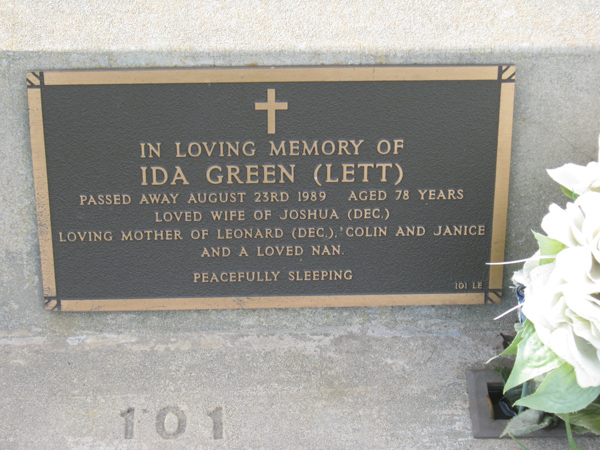 IN LOVING MEMORY OF
IDA GREEN (LETT)
PASSED AWAY AUGUST 23RD 1989 AGED 78 YEARS
LOVED WIFE OF JOSHUA (DEC.)
LOVING MOTHER OF LEONARD (DEC.), COLIN AND JANICE
AND A LOVED NAN.
PEACEFULLY SLEEPING
101 LE
101